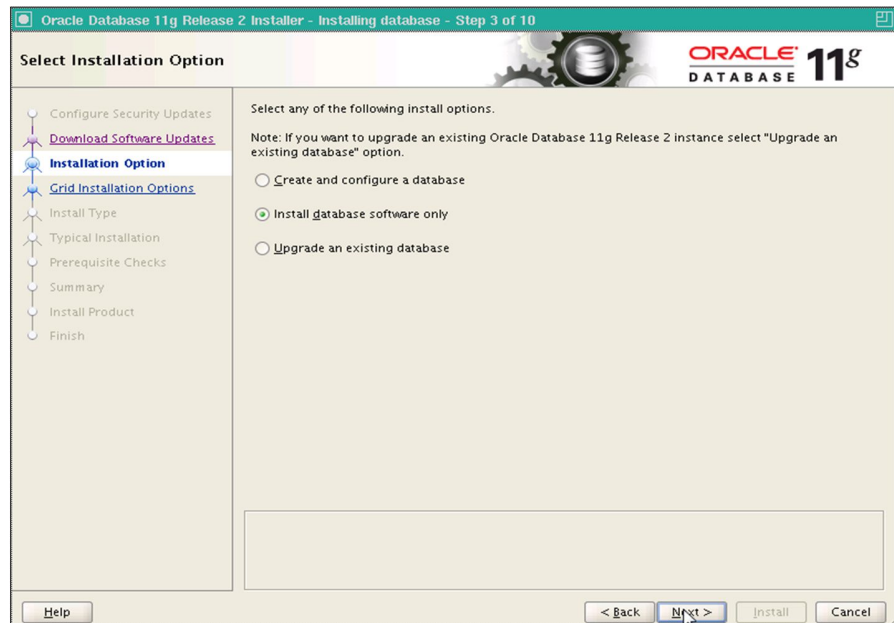 Oracle Database 11g Release 2 Installer - Installing database - Step 3 of 10
Select Installation Option
ORACLE
DATABASE
11g
Configure Security Updates
Download Software Updates
Installation Option
Grid Installation Options
Install Type
Typical Installation
Prerequisite Checks
Summary
Install Product
Finish
Select any of the following install options.
Note: If you want to upgrade an existing Oracle Database 11g Release 2 instance select "Upgrade an
existing database" option.
Create and configure a database
Install database software only
Upgrade an existing database
Help
< Back
Next >
Install
Cancel